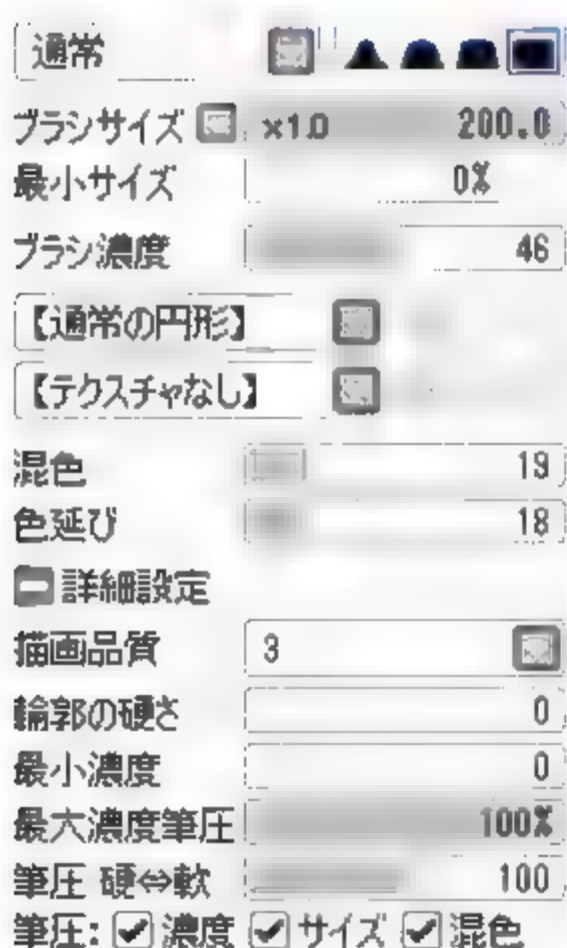 通常
ブラシサイズ ×1.0 200.0
最小サイズ 0%
ブラシ濃度 46
【通常の円形】
【テクスチャなし】
混色 19
色延び 18
詳細設定
描画品質 3
輪郭の硬さ 0
最小濃度 0
最大濃度筆圧 100%
筆圧 硬⇔軟 100
筆圧: 濃度 サイズ 混色